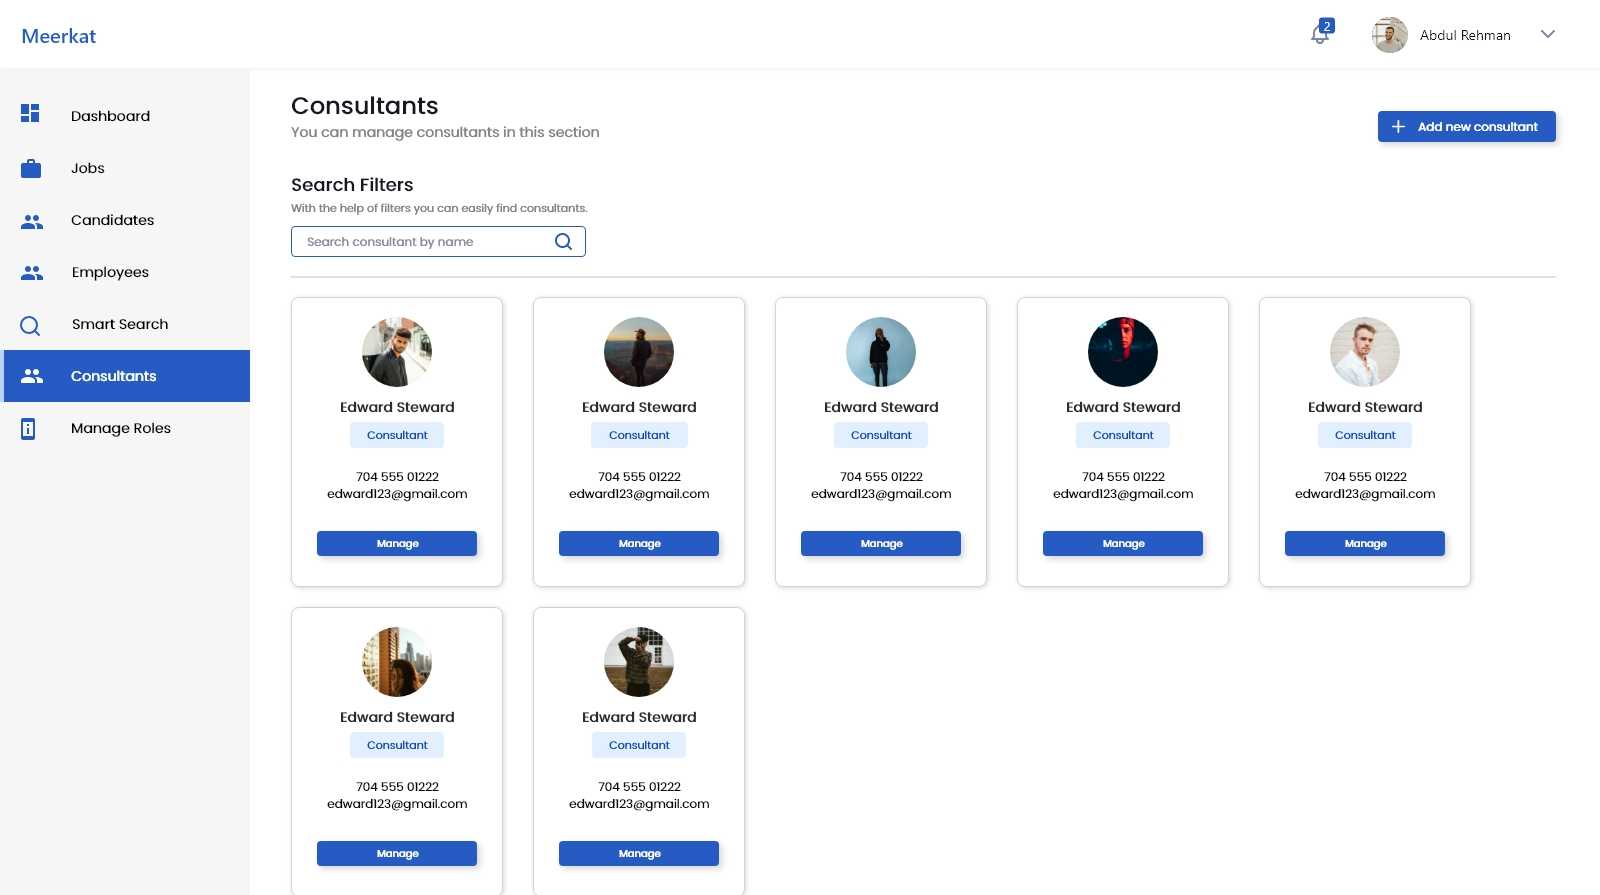 Meerkat
2
Abdul Rehman
Dashboard
Jobs
Candidates
Employees
Smart Search
Consultants
Manage Roles
Consultants
You can manage consultants in this section
Add new consultant
Search Filters
With the help of filters you can easily find consultants.
Search consultant by name
Edward Steward
Consultant
704 555 01222
edward123@gmail.com
Manage
Edward Steward
Consultant
704 555 01222
edward123@gmail.com
Manage
Edward Steward
Consultant
704 555 01222
edward123@gmail.com
Manage
Edward Steward
Consultant
704 555 01222
edward123@gmail.com
Manage
Edward Steward
Consultant
704 555 01222
edward123@gmail.com
Manage
Edward Steward
Consultant
704 555 01222
edward123@gmail.com
Manage
Edward Steward
Consultant
704 555 01222
edward123@gmail.com
Manage